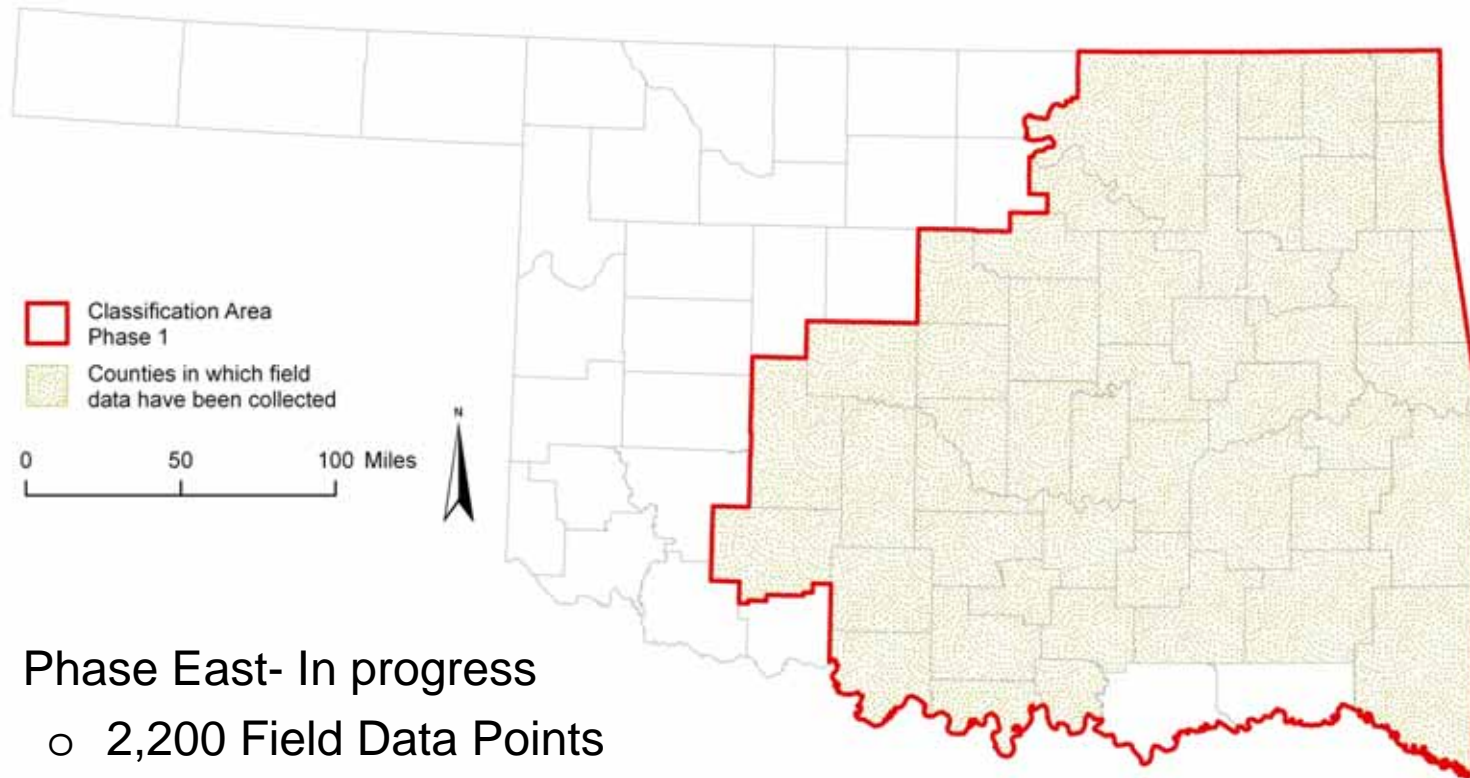 Classification Area
Phase 1
Counties in which field
data have been collected
N
0 50 100 Miles
Phase East- In progress
o 2,200 Field Data Points